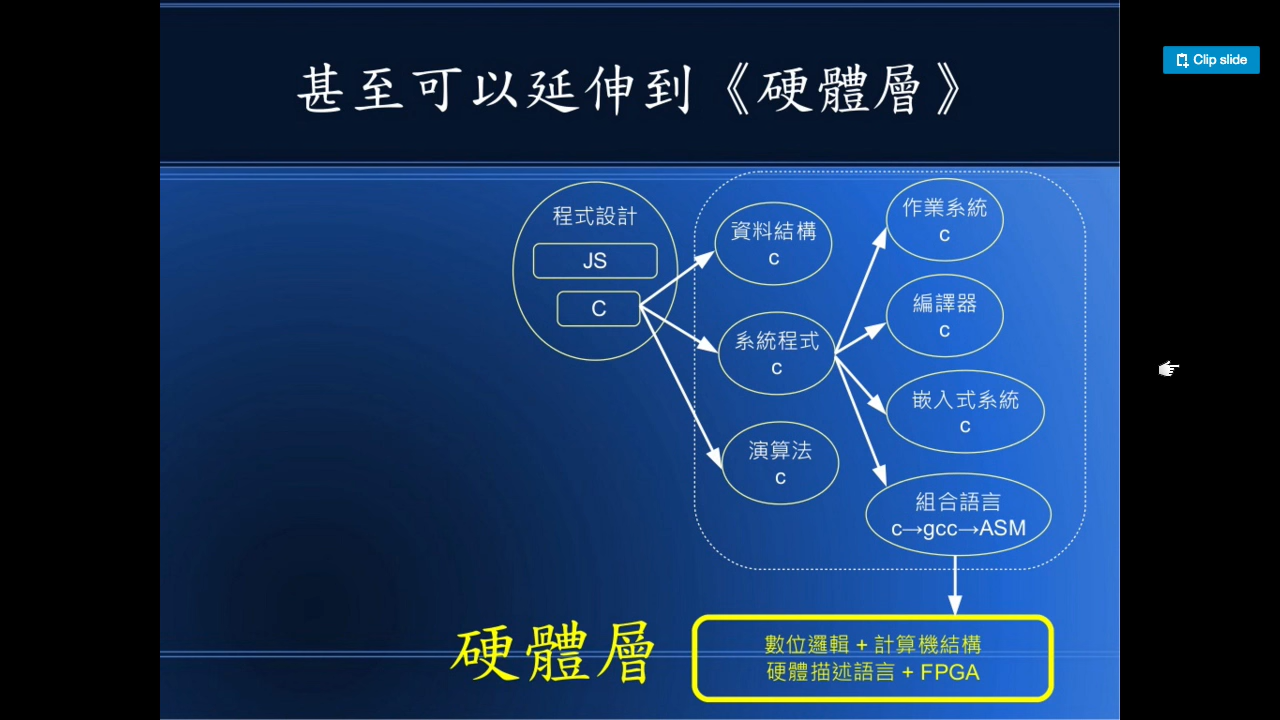 甚至可以延伸到《硬體層》
Clip slide
程式設計
JS
C
資料結構
c
系統程式
c
演算法
c
作業系統
c
編譯器
c
嵌入式系統
c
組合語言
c→gcc→ASM
硬體層
數位邏輯 + 計算機結構
硬體描述語言 + FPGA